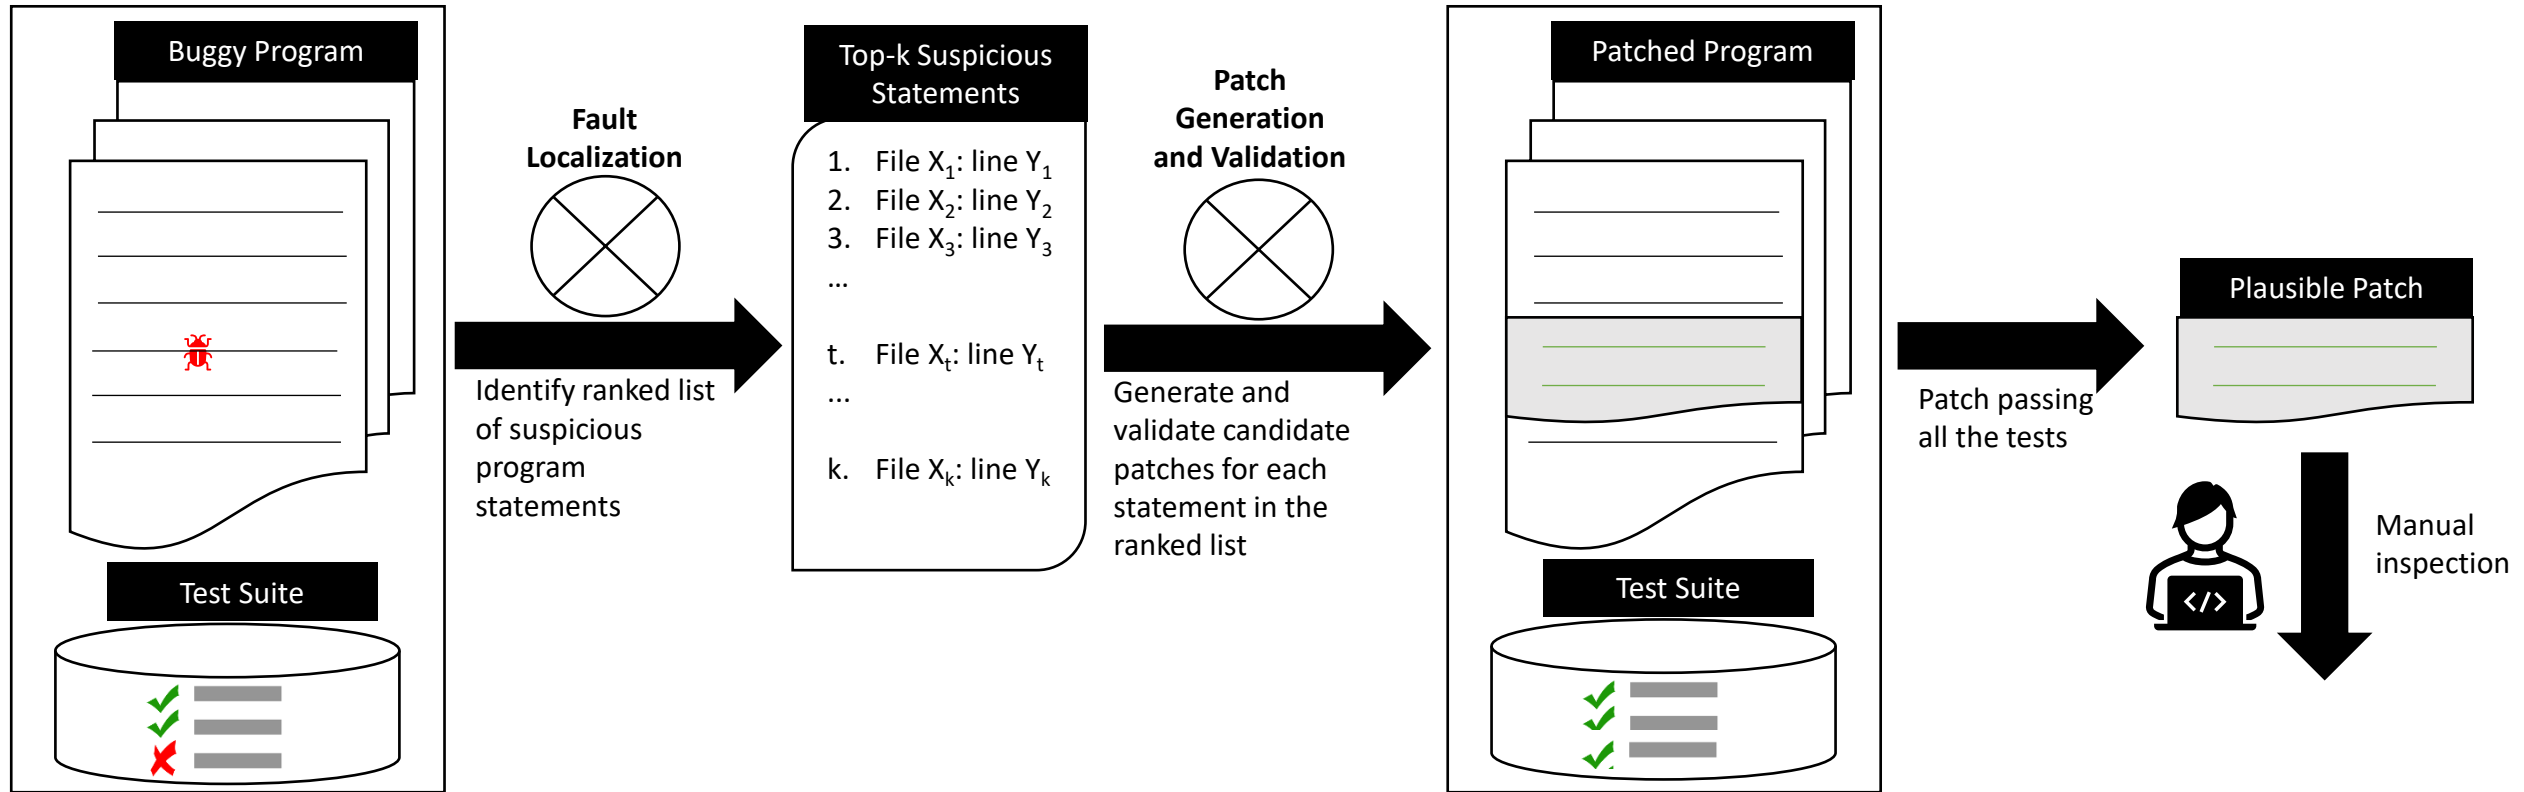 Buggy Program
Test Suite
Fault
Localization
Identify ranked list
of suspicious
program
statements
Top-k Suspicious
Statements
1. File X₁: line Y₁
2. File X₂: line Y₂
3. File X₃: line Y₃
...
t. File Xₜ: line Yₜ
...
k. File Xₖ: line Yₖ
Patch
Generation
and Validation
Generate and
validate candidate
patches for each
statement in the
ranked list
Patched Program
Test Suite
Patch passing
all the tests
Plausible Patch
</>
Manual
inspection